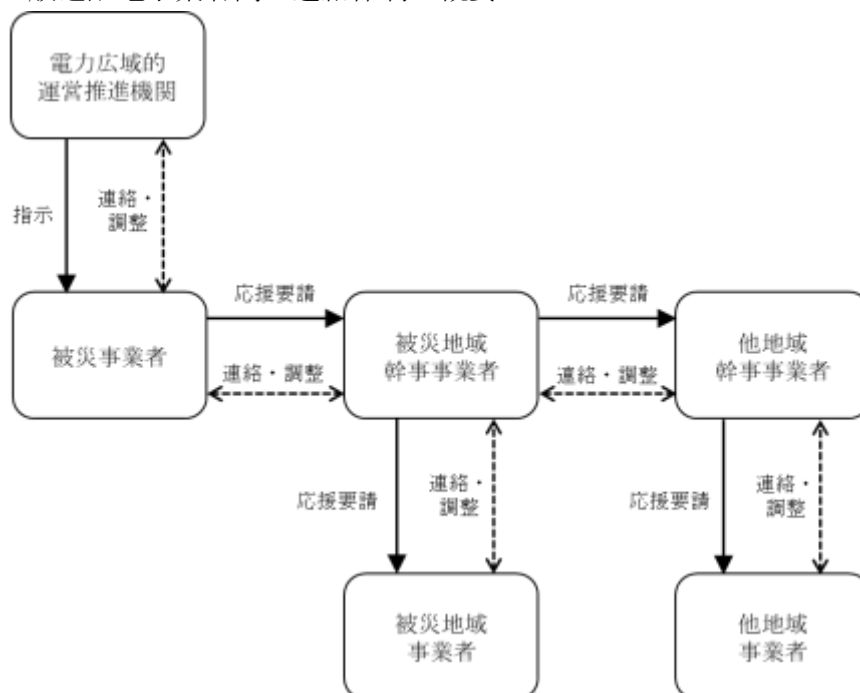 電力広域的
運営推進機関
指示
連絡・
調整
被災事業者
応援要請
連絡・調整
被災地域
幹事事業者
応援要請
連絡・調整
他地域
幹事事業者
応援要請
連絡・
調整
応援要請
連絡・
調整
被災地域
事業者
他地域
事業者